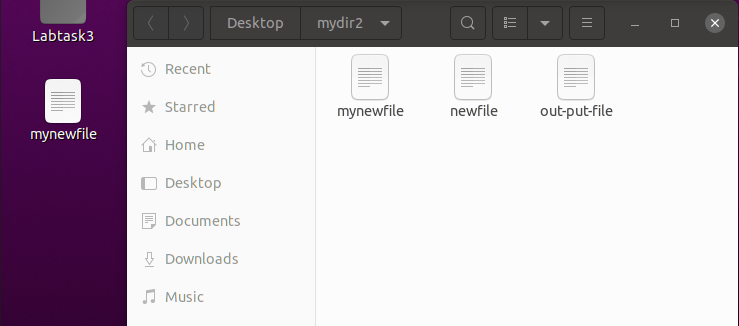 Labtask3
mynewfile
Desktop mydir2
Recent
Starred
Home
Desktop
Documents
Downloads
Music
mynewfile newfile out-put-file